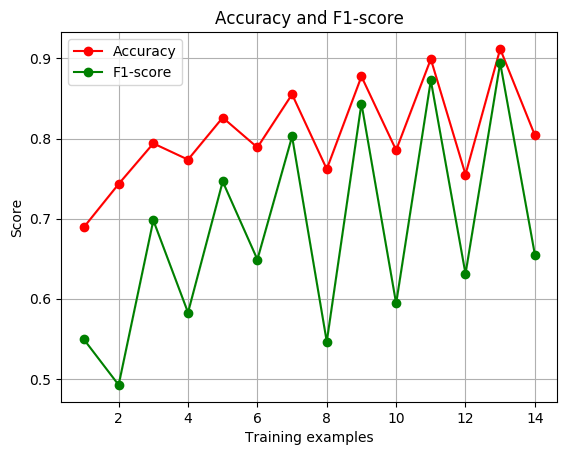 Accuracy and F1-score
Accuracy
F1-score
0.9
0.8
0.7
0.6
0.5
Score
2 4 6 8 10 12 14
Training examples